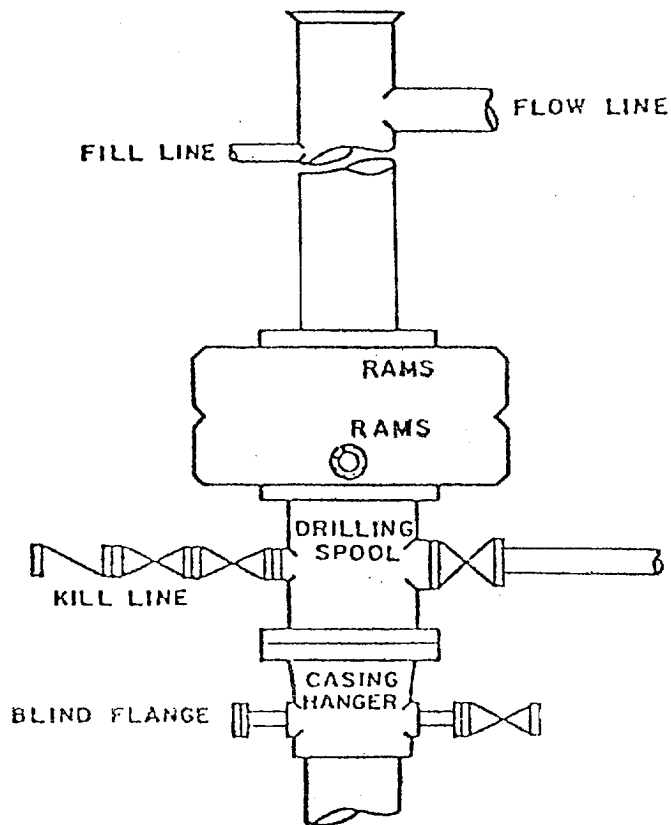 FLOW LINE
FILL LINE
RAMS
RAMS
DRILLING
SPOOL
KILL LINE
CASING
HANGER
BLIND FLANGE